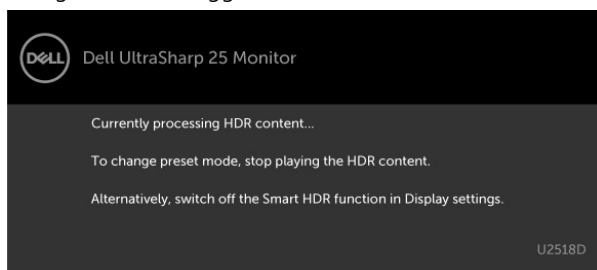 DELL
Dell UltraSharp 25 Monitor
Currently processing HDR content...
To change preset mode, stop playing the HDR content.
Alternatively, switch off the Smart HDR function in Display settings.
U2518D